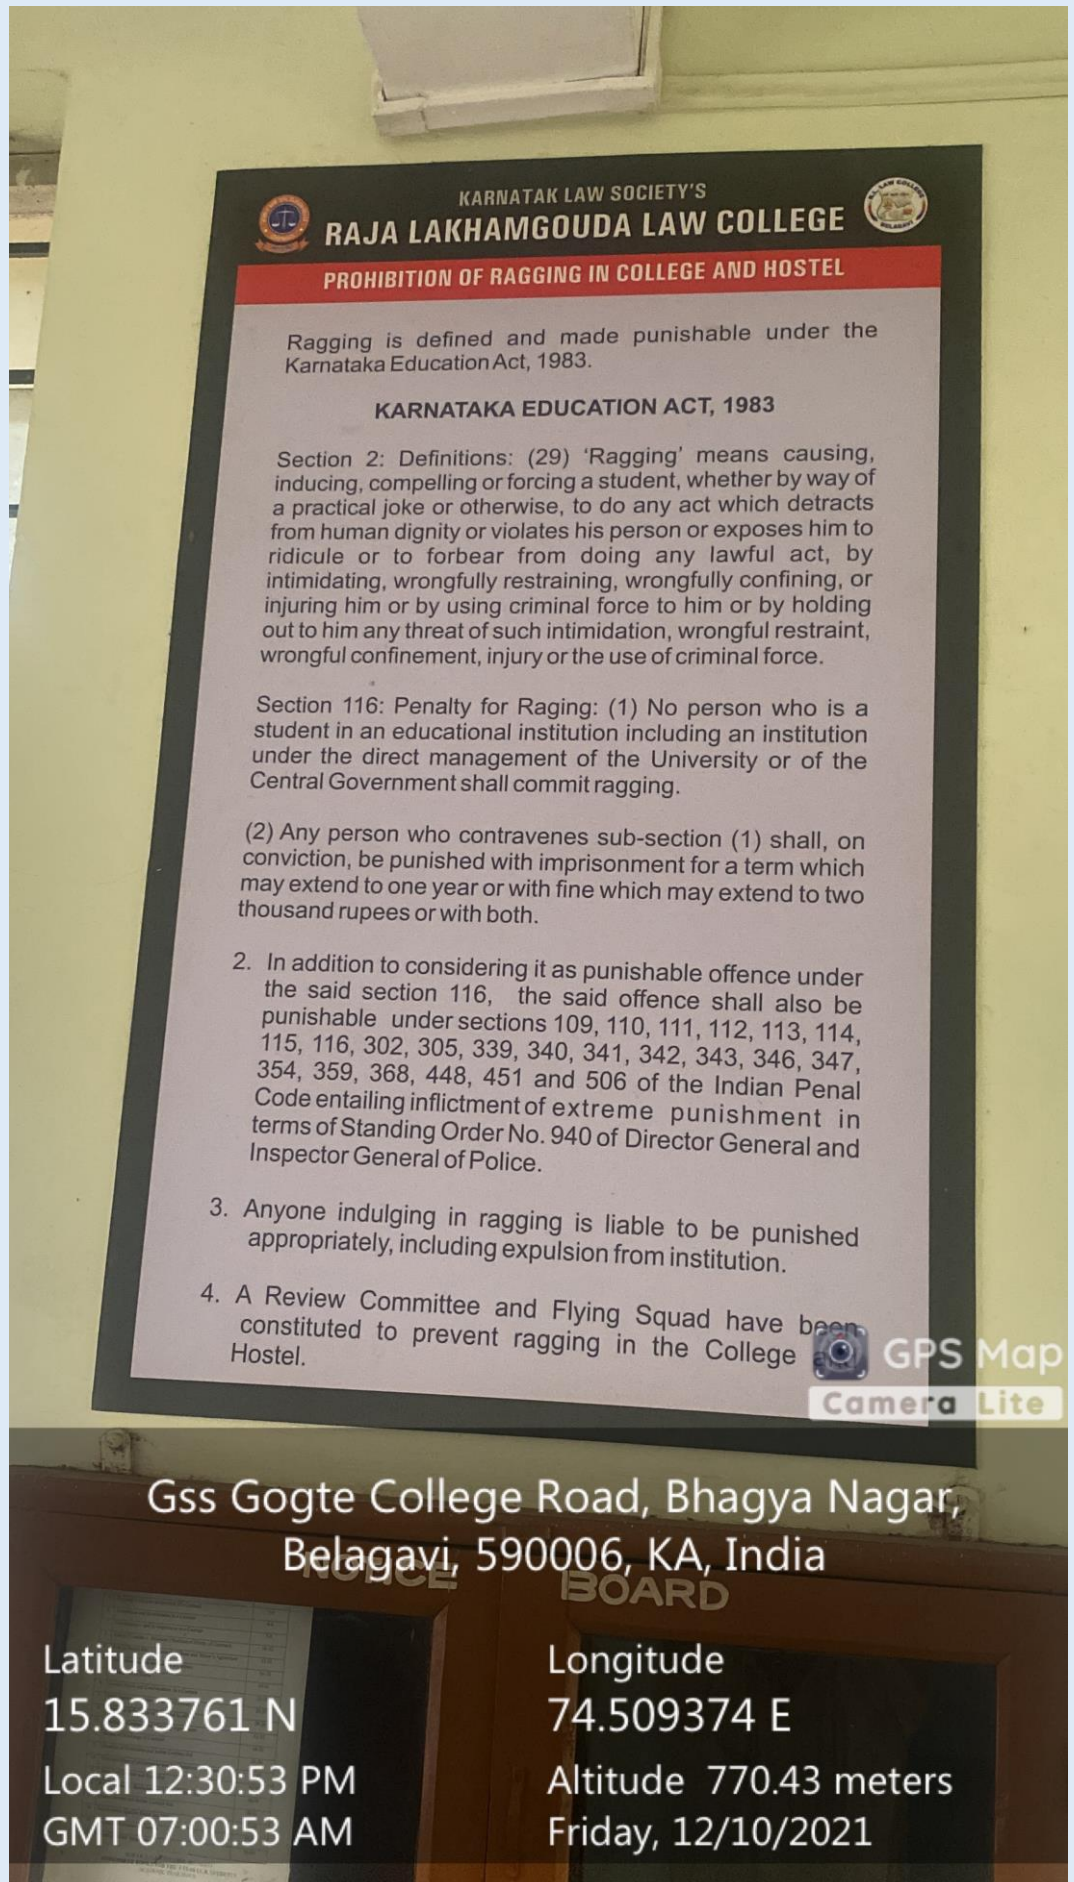 KARNATAK LAW SOCIETY'S
RAJA LAKHAMGOUDA LAW COLLEGE
PROHIBITION OF RAGGING IN COLLEGE AND HOSTEL
Ragging is defined and made punishable under the
Karnataka Education Act, 1983.
KARNATAKA EDUCATION ACT, 1983
Section 2: Definitions: (29) ‘Ragging’ means causing,
inducing, compelling or forcing a student, whether by way of
a practical joke or otherwise, to do any act which detracts
from human dignity or violates his person or exposes him to
ridicule or to forbear from doing any lawful act, by
intimidating, wrongfully restraining, wrongfully confining, or
injuring him or by using criminal force to him or by holding
out to him any threat of such intimidation, wrongful restraint,
wrongful confinement, injury or the use of criminal force.
Section 116: Penalty for Raging: (1) No person who is a
student in an educational institution including an institution
under the direct management of the University or of the
Central Government shall commit ragging.
(2) Any person who contravenes sub-section (1) shall, on
conviction, be punished with imprisonment for a term which
may extend to one year or with fine which may extend to two
thousand rupees or with both.
2. In addition to considering it as punishable offence under
the said section 116, the said offence shall also be
punishable under sections 109, 110, 111, 112, 113, 114,
115, 116, 302, 305, 339, 340, 341, 342, 343, 346, 347,
354, 359, 368, 448, 451 and 506 of the Indian Penal
Code entailing inflictment of extreme punishment in
terms of Standing Order No. 940 of Director General and
Inspector General of Police.
3. Anyone indulging in ragging is liable to be punished
appropriately, including expulsion from institution.
4. A Review Committee and Flying Squad have been
constituted to prevent ragging in the College
Hostel.
GPS Map
Camera Lite
Gss Gogte College Road, Bhagya Nagar,
Belagavi, 590006, KA, India
NOTICE BOARD
Latitude
15.833761 N
Longitude
74.509374 E
Local 12:30:53 PM
GMT 07:00:53 AM
Altitude 770.43 meters
Friday, 12/10/2021